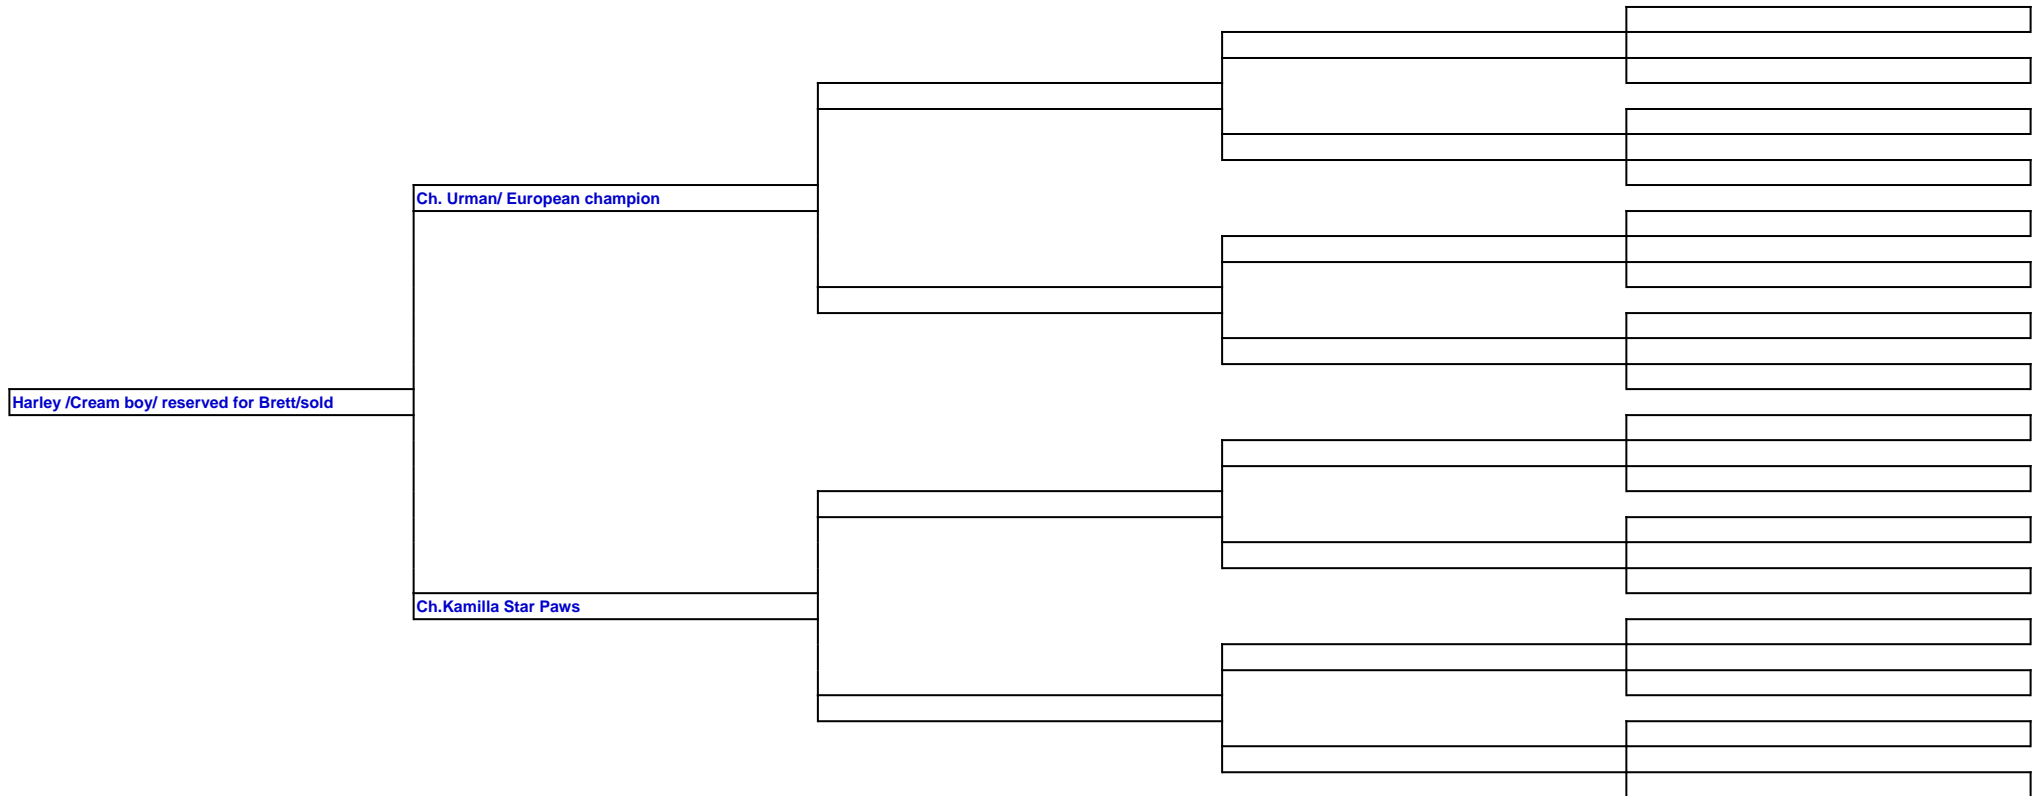 Ch. Urman/ European champion
Harley /Cream boy/ reserved for Brett/sold
Ch.Kamilla Star Paws